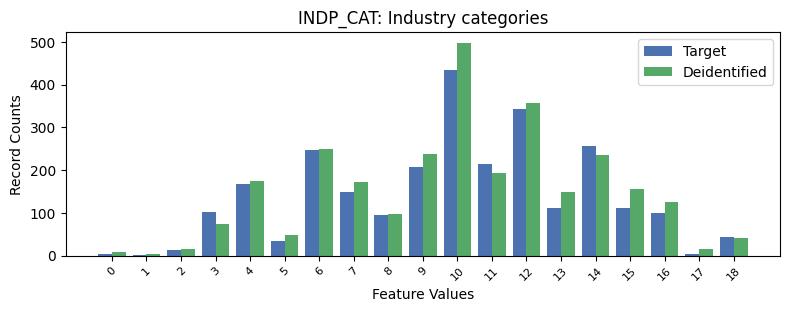 INDP_CAT: Industry categories
Record Counts
500
400
300
200
100
0
Target
Deidentified
0 1 2 3 4 5 6 7 8 9 10 11 12 13 14 15 16 17 18
Feature Values